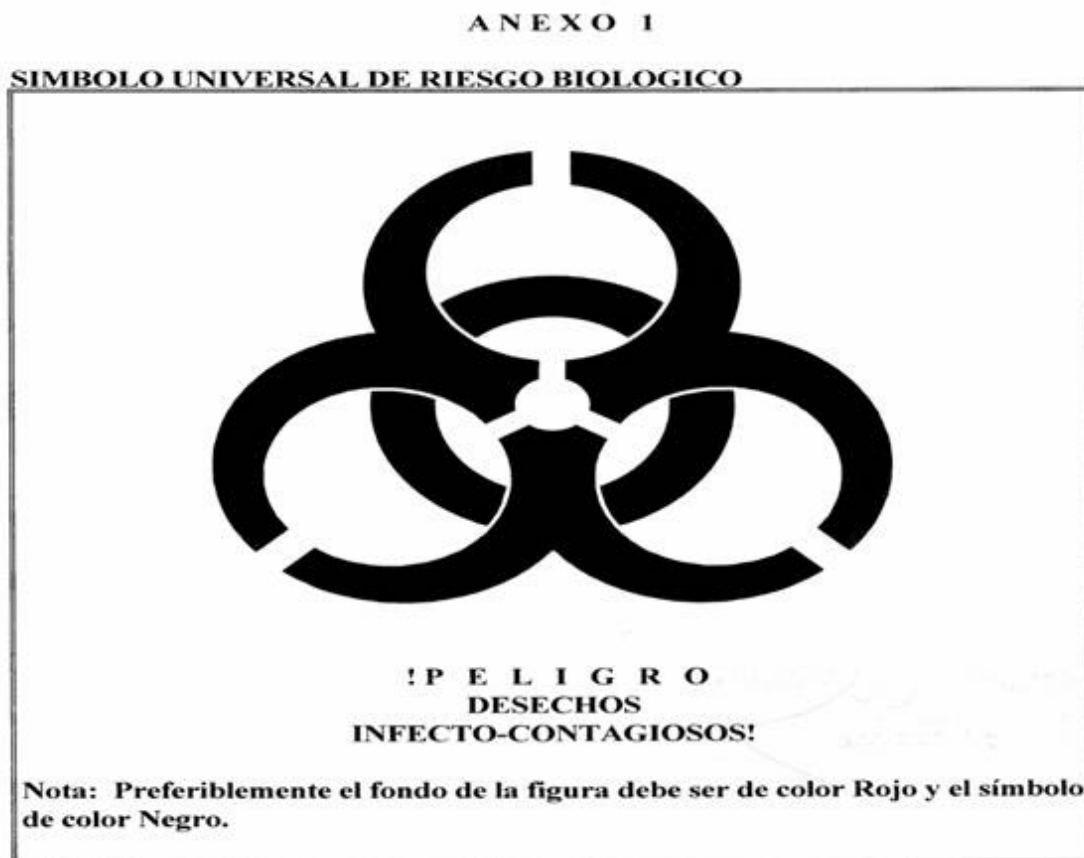 A N E X O 1
SIMBOLO UNIVERSAL DE RIESGO BIOLOGICO
!P E L I G R O
DESECHOS
INFECTO-CONTAGIOSOS!
Nota: Preferiblemente el fondo de la figura debe ser de color Rojo y el símbolo
de color Negro.